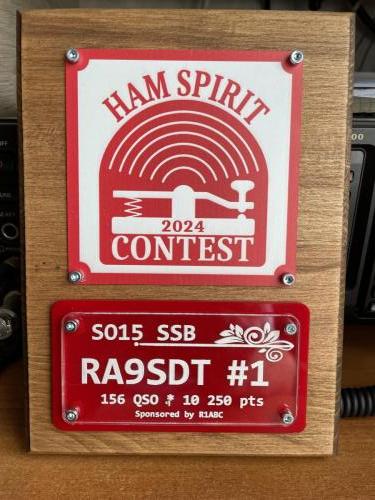 HAM SPIRIT
2024
CONTEST
SO15 SSB
RA9SDT #1
156 QSO * 10 250 pts
Sponsored by R1ABC